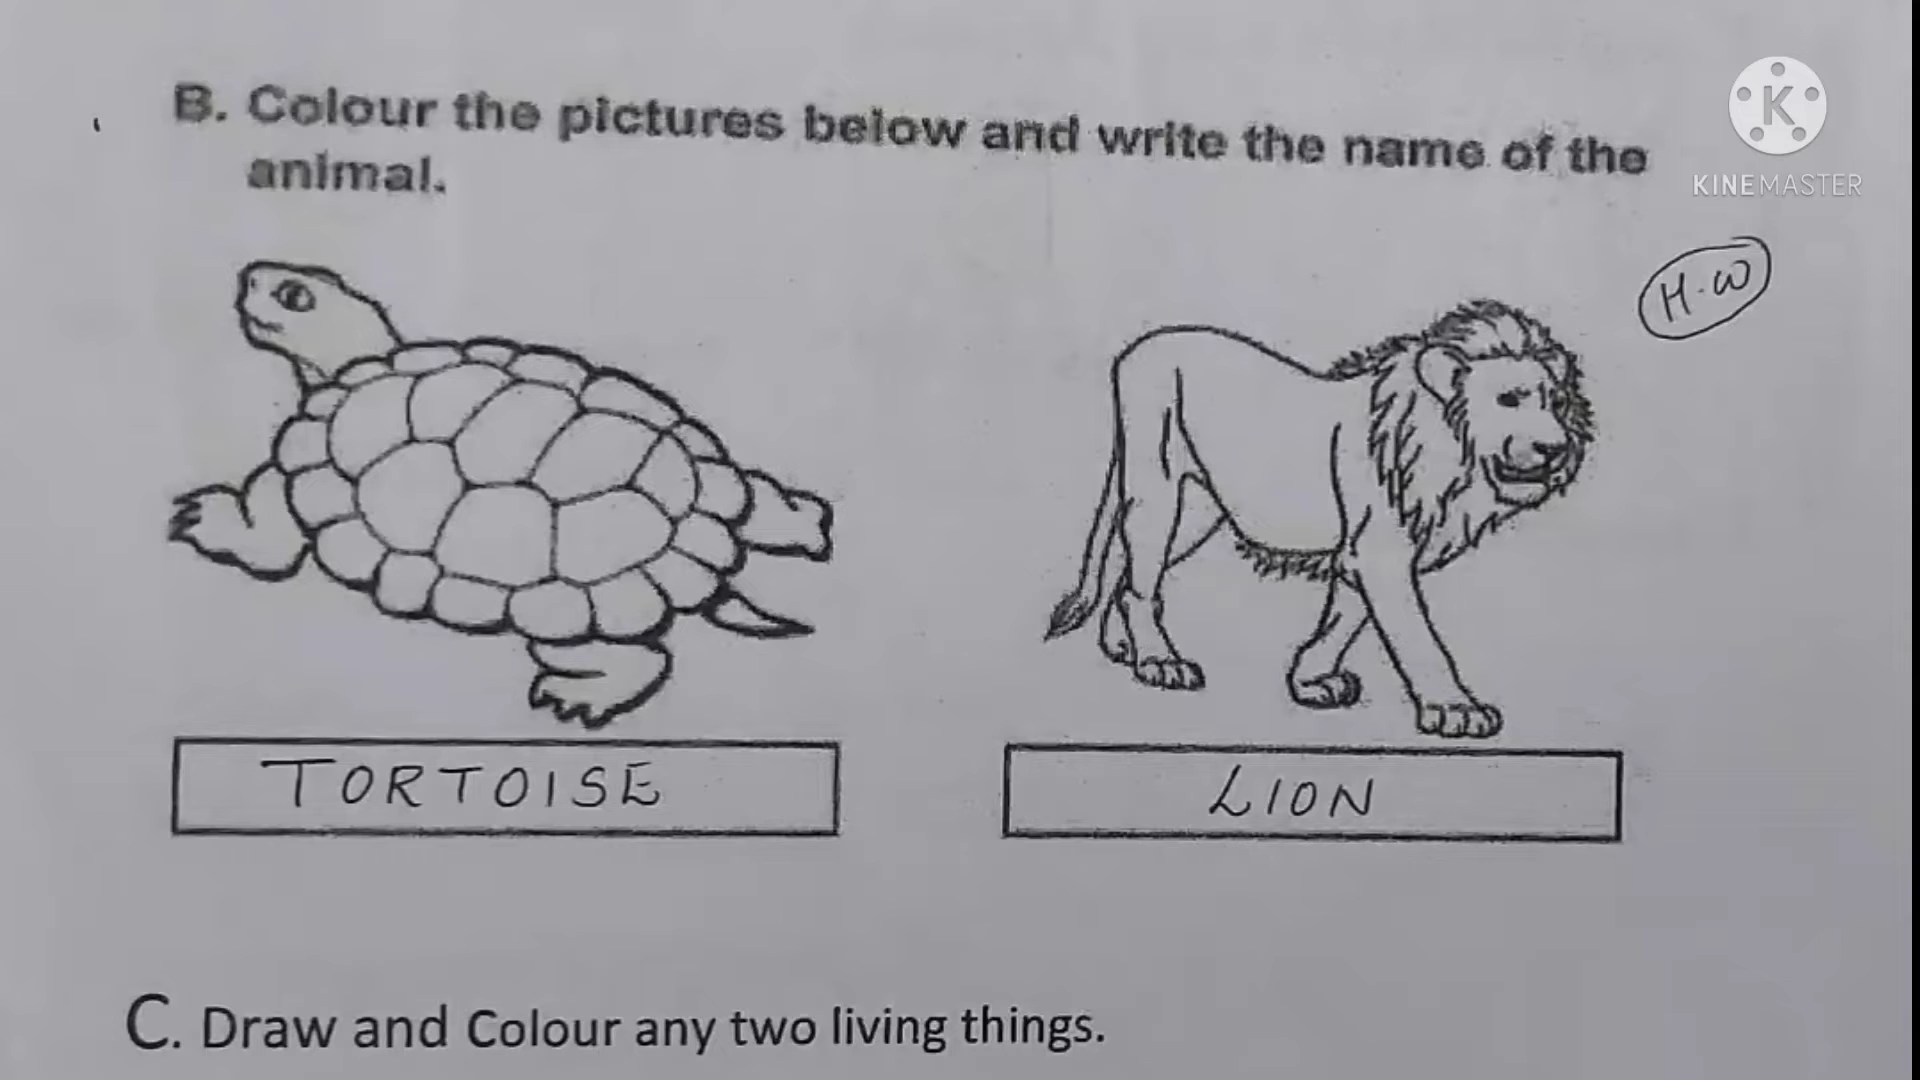 B. Colour the pictures below and write the name of the
animal.
K
KINEMASTER
H.W
TORTOISE
LION
C. Draw and Colour any two living things.